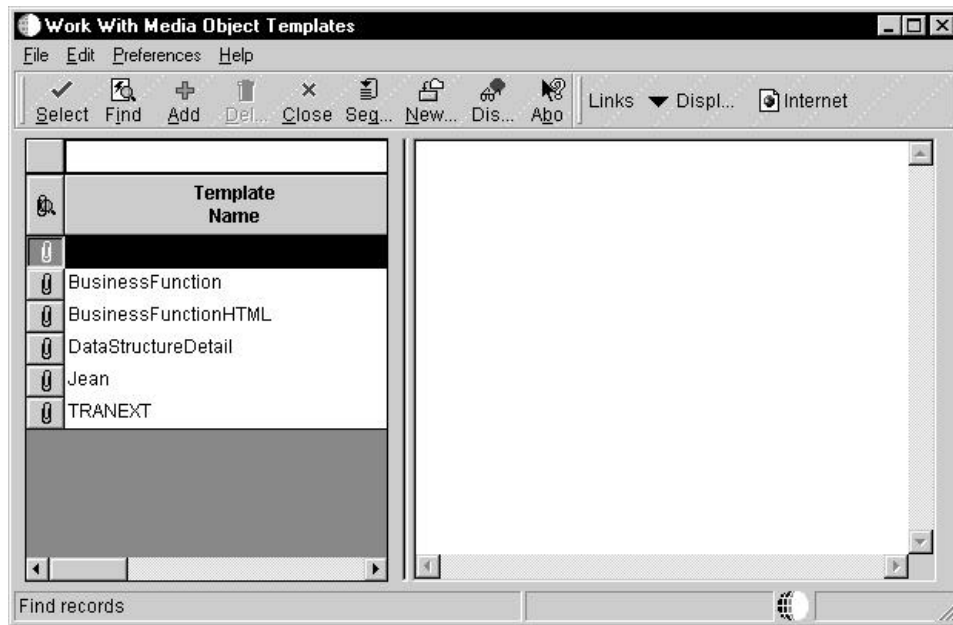 Work With Media Object Templates
File Edit Preferences Help
Select Find Add Del... Close Seq... New... Dis... Abo Links Displ... Internet
Template
Name
BusinessFunction
BusinessFunctionHTML
DataStructureDetail
Jean
TRANEXT
Find records